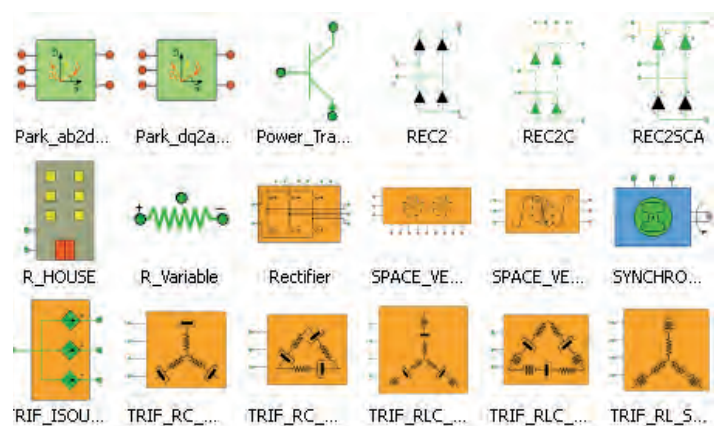 Park_ab2d... Park_dq2a... Power_Tra... REC2 REC2C REC2SCA
R_HOUSE R_Variable Rectifier SPACE_VE... SPACE_VE... SYNCHRO...
TRIF_ISOU... TRIF_RC_... TRIF_RC_... TRIF_RLC_... TRIF_RLC_... TRIF_RL_S...